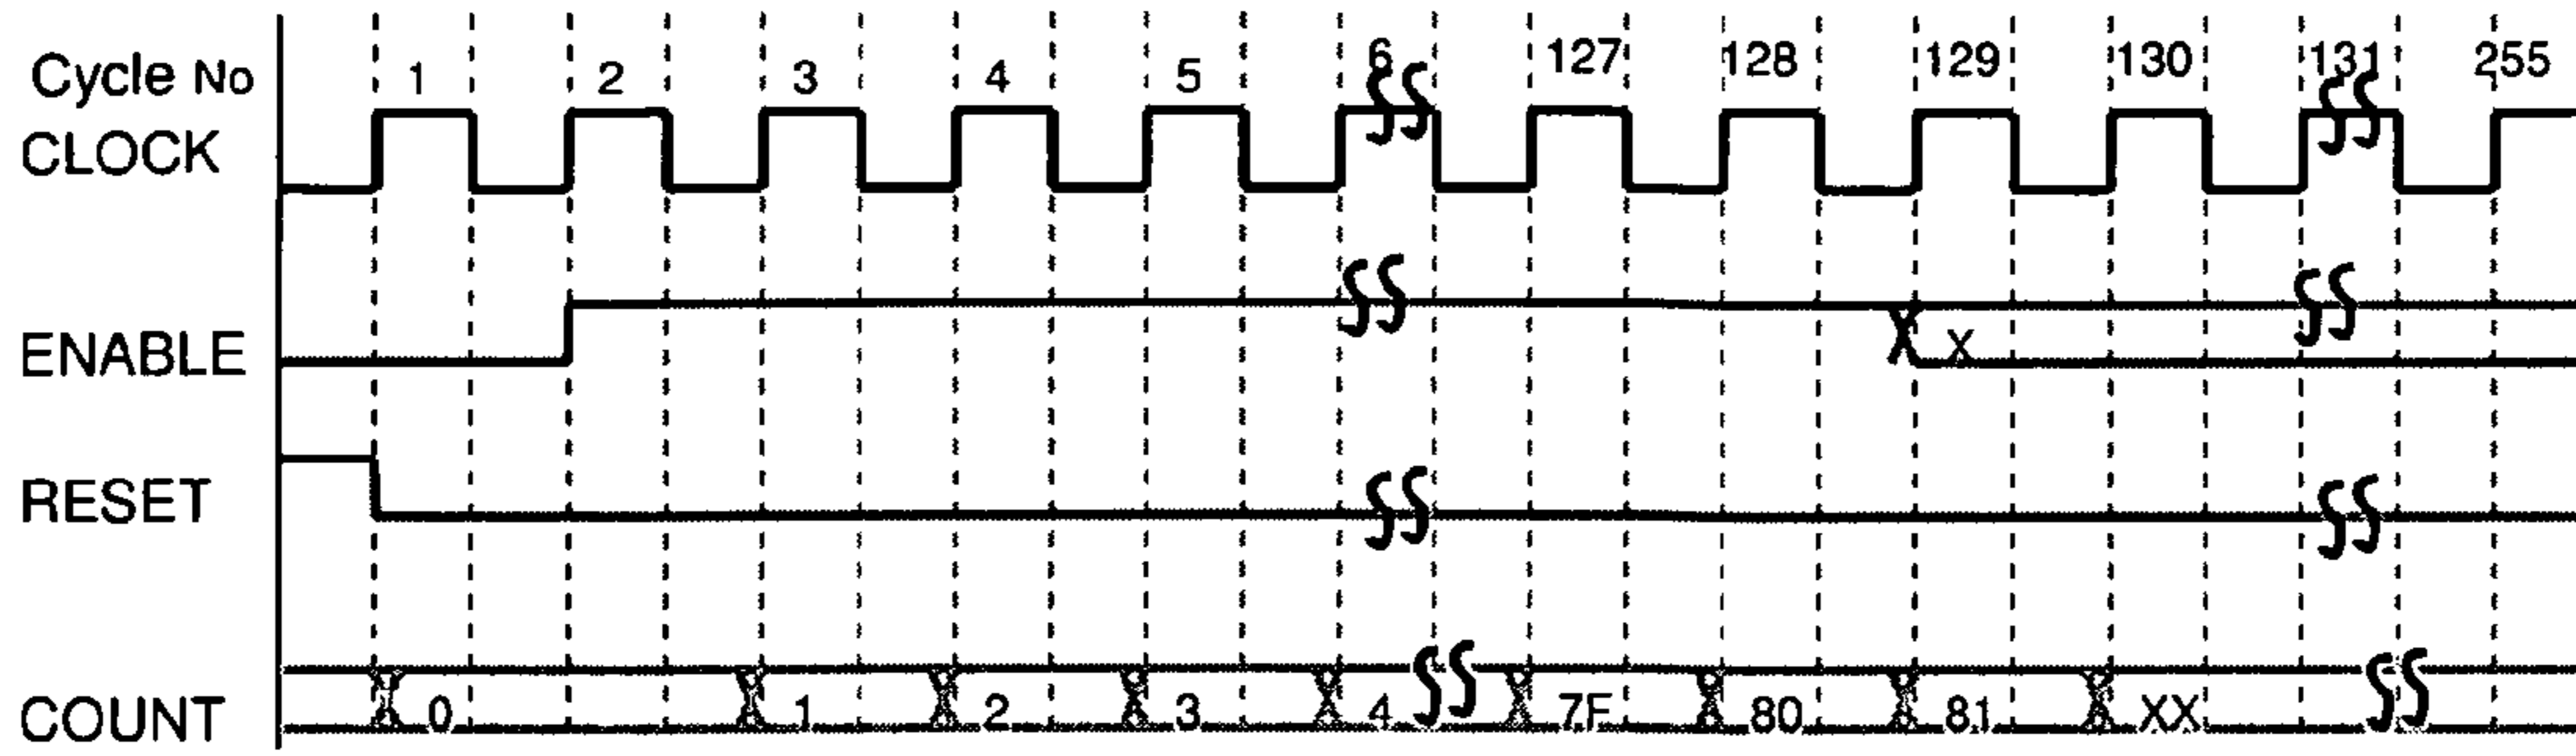 Cycle No 1 2 3 4 5 6 127 128 129 130 131 255
CLOCK
ENABLE X
RESET
COUNT 0 1 2 3 4 7F 80 81 XX